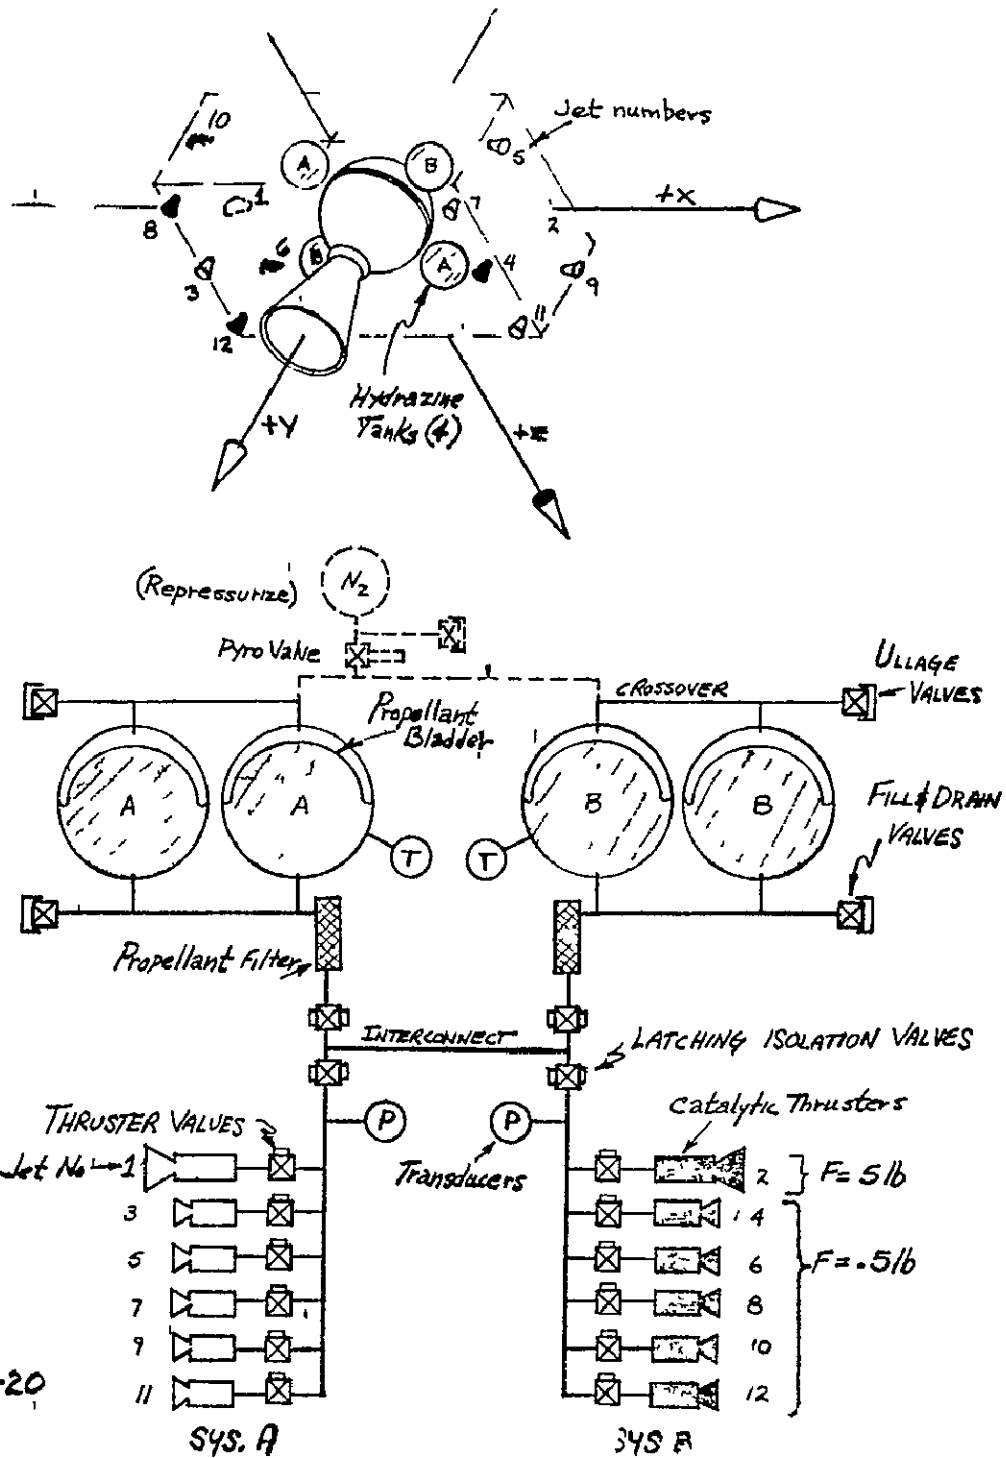 10
Jet numbers
A
B
5
1
7
+X
8
2
6
B
A
4
3
9
11
12
Hydrazine
Tanks (4)
+Y
+Z
(Repressurize)
N2
Pyro Valve
ULLAGE
VALVES
CROSSOVER
Propellant
Bladder
A
A
B
B
FILL & DRAIN
VALVES
T
T
Propellant Filter
INTERCONNECT
LATCHING ISOLATION VALVES
THRUSTER VALVES
P
P
Catalytic Thrusters
Transducers
Jet No
1
2
F = 5 lb
3
4
5
6
F = .5 lb
7
8
9
10
-20
11
12
SYS. A
SYS B